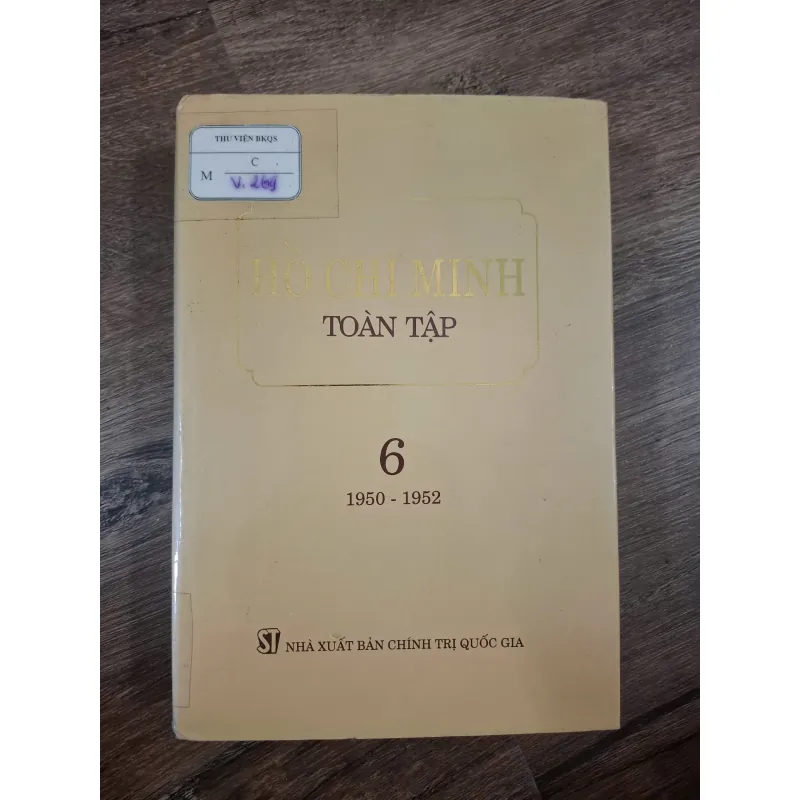 THƯ VIỆN BKQS
M
C
V. 269
HỒ CHÍ MINH
TOÀN TẬP
6
1950 - 1952
ST NHÀ XUẤT BẢN CHÍNH TRỊ QUỐC GIA